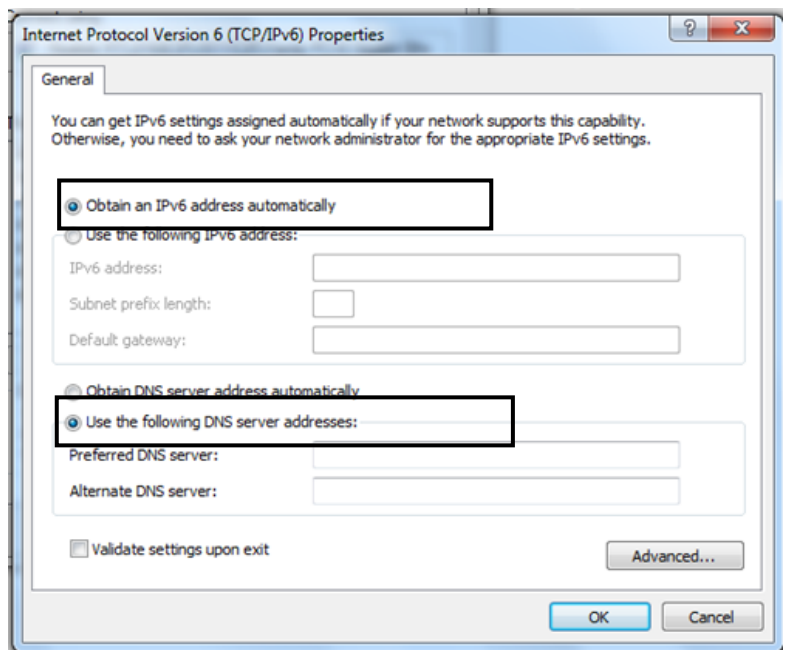 Internet Protocol Version 6 (TCP/IPv6) Properties
General
You can get IPv6 settings assigned automatically if your network supports this capability.
Otherwise, you need to ask your network administrator for the appropriate IPv6 settings.
Obtain an IPv6 address automatically
Use the following IPv6 address:
IPv6 address:
Subnet prefix length:
Default gateway:
Obtain DNS server address automatically
Use the following DNS server addresses:
Preferred DNS server:
Alternate DNS server:
Validate settings upon exit
Advanced...
OK Cancel